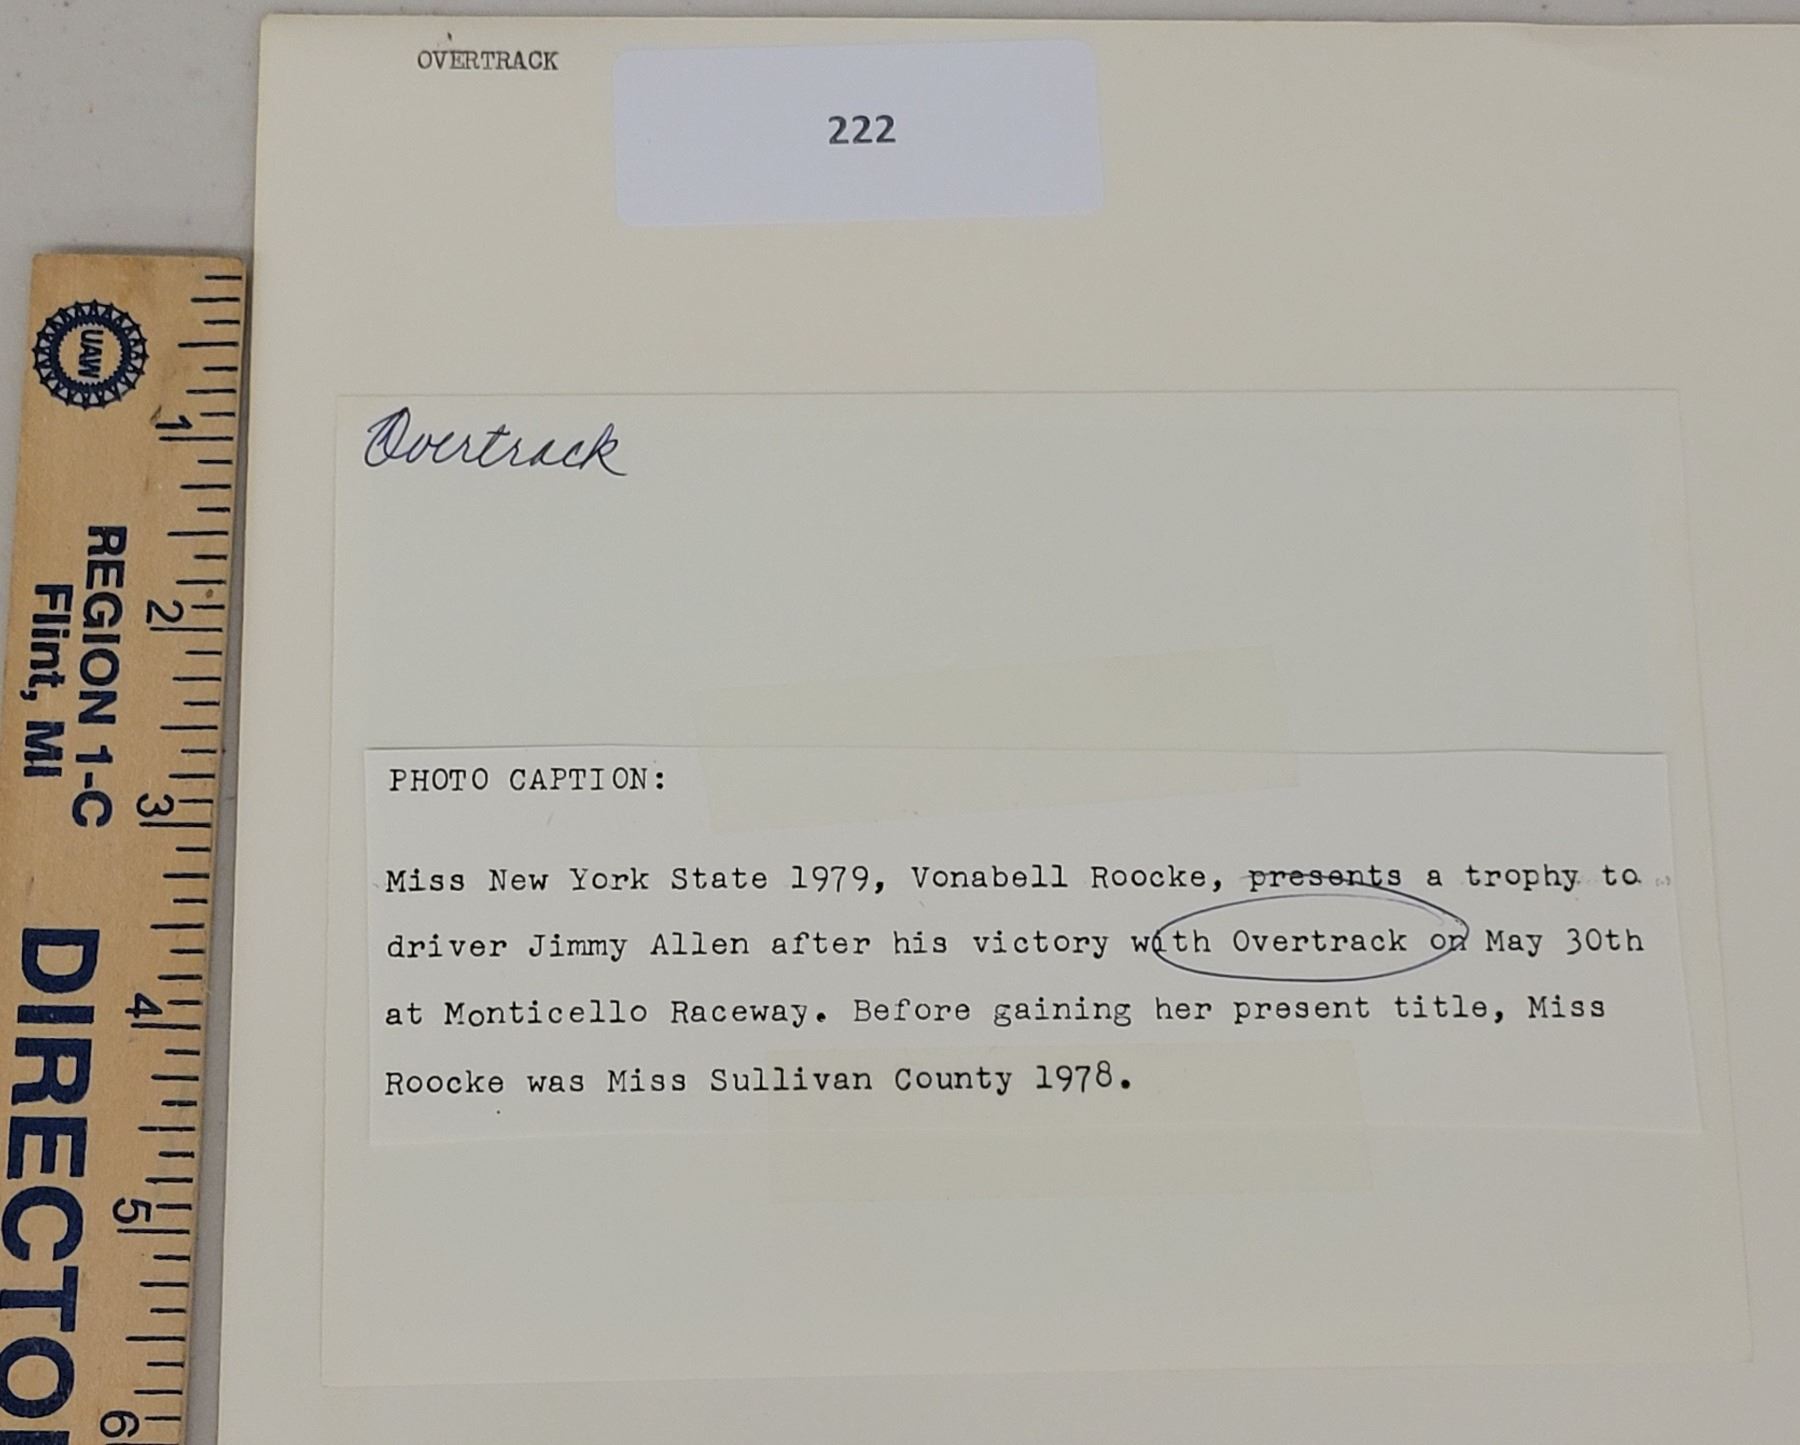 OVERTRACK
222
Overtrack
PHOTO CAPTION:
Miss New York State 1979, Vonabell Roocke, presents a trophy to
driver Jimmy Allen after his victory with Overtrack on May 30th
at Monticello Raceway. Before gaining her present title, Miss
Roocke was Miss Sullivan County 1978.
UAW
REGION 1-C
Flint, MI
DIRECTO
1
2
3
4
5
6